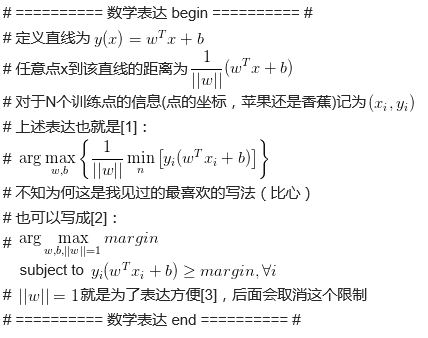 # ========== 数学表达 begin ========== #
# 定义直线为 y(x) = w^T x + b
# 任意点x到该直线的距离为 \frac{1}{||w||}(w^T x + b)
# 对于N个训练点的信息(点的坐标，苹果还是香蕉)记为 (x_i, y_i)
# 上述表达也就是[1]：
# \arg\max_{w,b} \left\{ \frac{1}{||w||} \min_n [y_i(w^T x_i + b)] \right\}
# 不知为何这是我见过的最喜欢的写法（比心）
# 也可以写成[2]：
# \arg\max_{w,b,||w||=1} margin
subject to y_i(w^T x_i + b) ≥ margin, ∀i
# ||w|| = 1 就是为了表达方便[3]，后面会取消这个限制
# ========== 数学表达 end ========== #